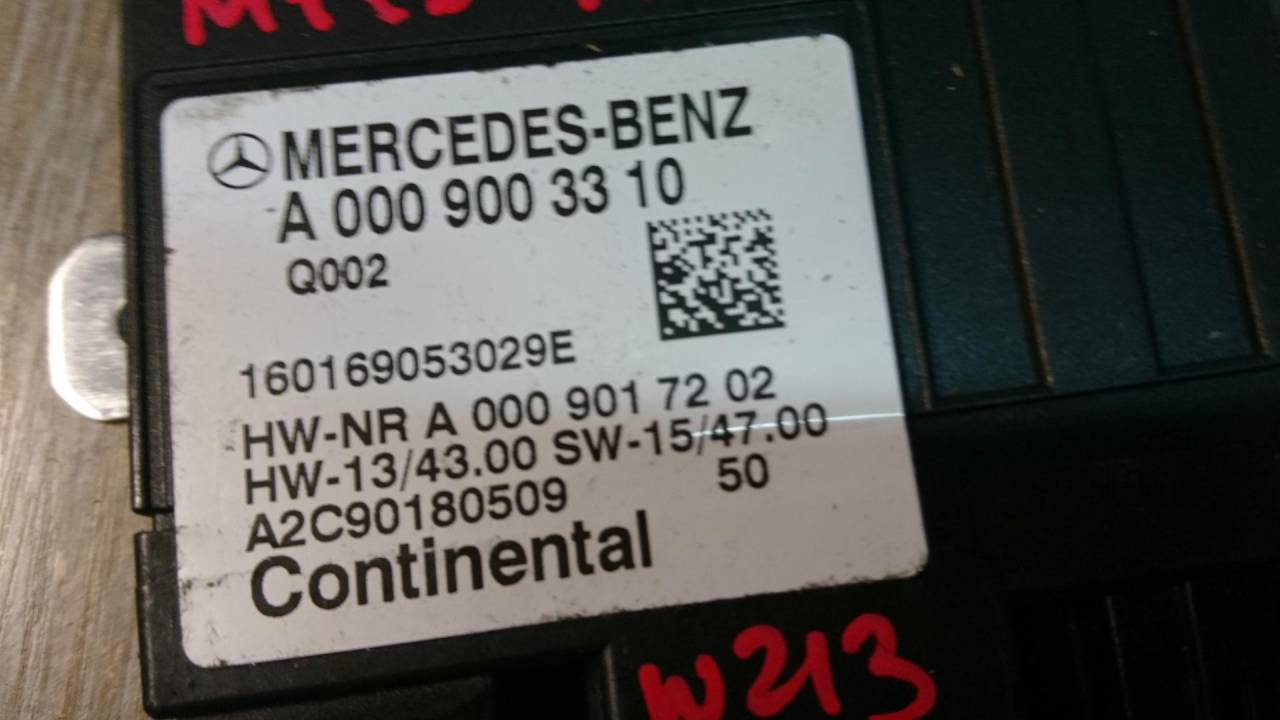 MERCEDES-BENZ
A 000 900 33 10
Q002
160169053029E
HW-NR A 000 901 72 02
HW-13/43.00 SW-15/47.00
A2C90180509 50
Continental
W213